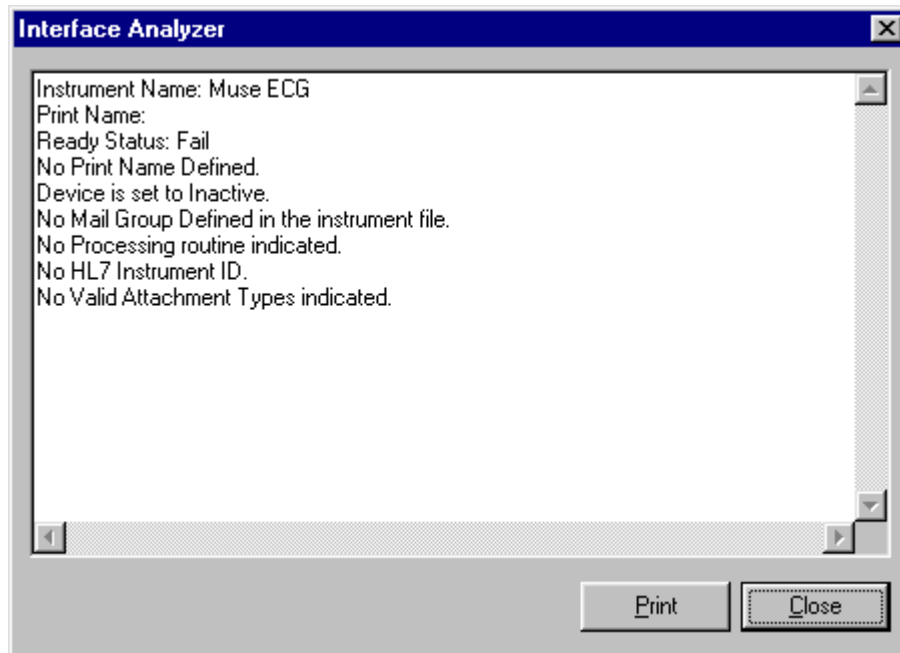 Interface Analyzer
Instrument Name: Muse ECG
Print Name:
Ready Status: Fail
No Print Name Defined.
Device is set to Inactive.
No Mail Group Defined in the instrument file.
No Processing routine indicated.
No HL7 Instrument ID.
No Valid Attachment Types indicated.
Print Close